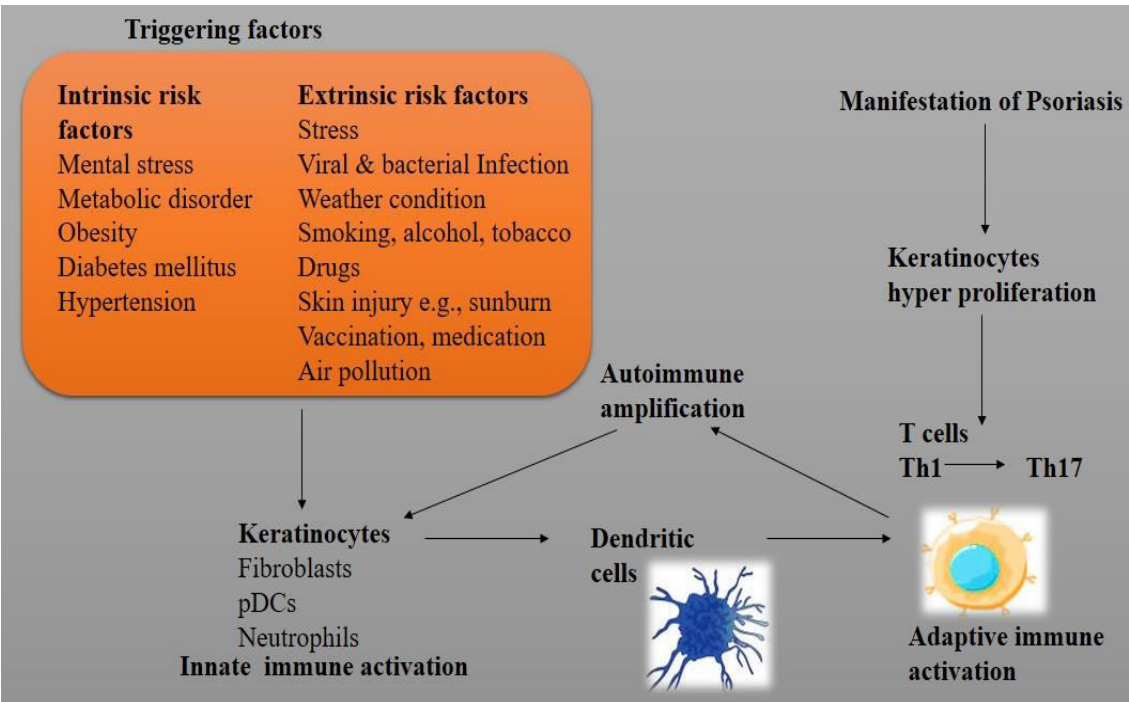 Triggering factors
Intrinsic risk
factors
Mental stress
Metabolic disorder
Obesity
Diabetes mellitus
Hypertension
Extrinsic risk factors
Stress
Viral & bacterial Infection
Weather condition
Smoking, alcohol, tobacco
Drugs
Skin injury e.g., sunburn
Vaccination, medication
Air pollution
Manifestation of Psoriasis
Keratinocytes
hyper proliferation
Autoimmune
amplification
T cells
Th1 Th17
Keratinocytes
Fibroblasts
pDCs
Neutrophils
Innate immune activation
Dendritic
cells
Adaptive immune
activation